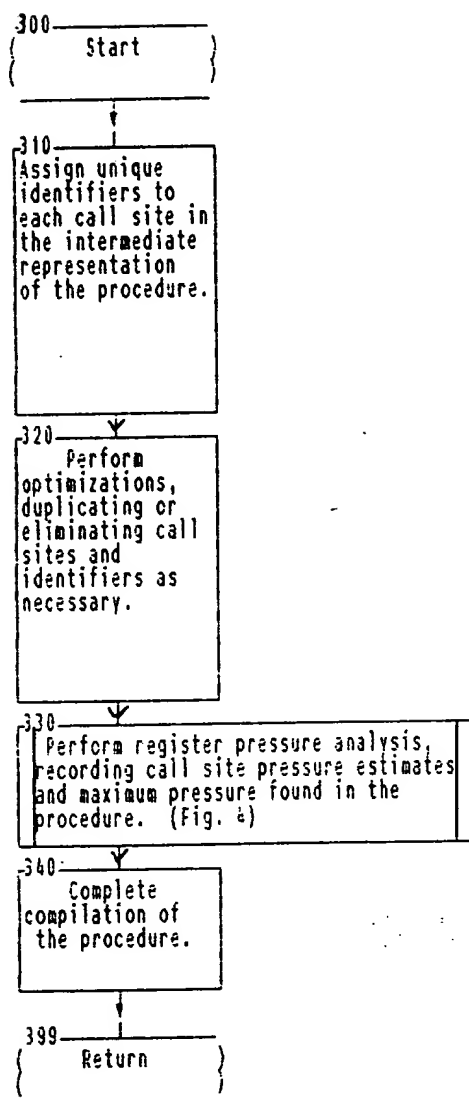 300
Start
310
Assign unique
identifiers to
each call site in
the intermediate
representation
of the procedure.
320
Perform
optimizations,
duplicating or
eliminating call
sites and
identifiers as
necessary.
330
Perform register pressure analysis,
recording call site pressure estimates
and maximum pressure found in the
procedure. (Fig. 4)
340
Complete
compilation of
the procedure.
399
Return